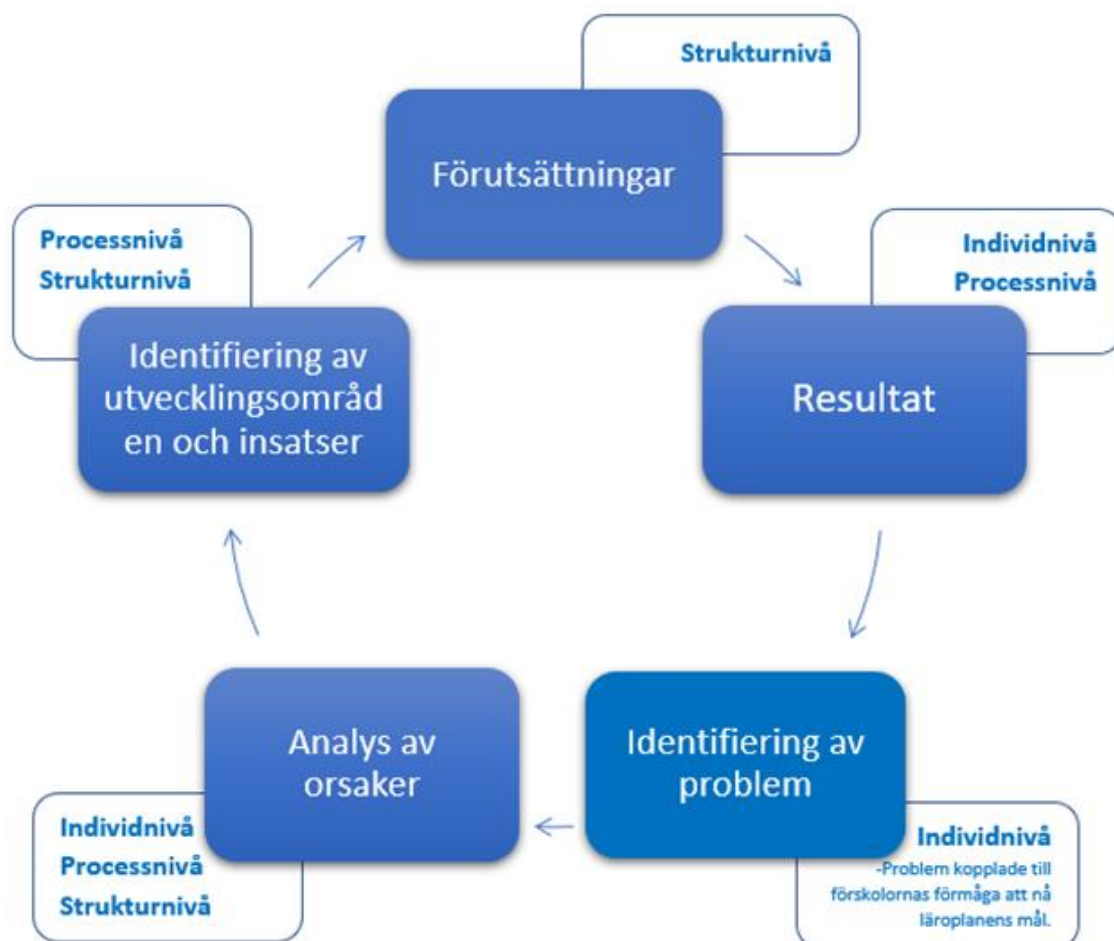 Strukturnivå
Förutsättningar
Individnivå
Processnivå
Resultat
Identifiering av
problem
Individnivå
-Problem kopplade till
förskolornas förmåga att nå
läroplanens mål.
Analys av
orsaker
Individnivå
Processnivå
Strukturnivå
Processnivå
Strukturnivå
Identifiering av
utvecklingsområd
en och insatser